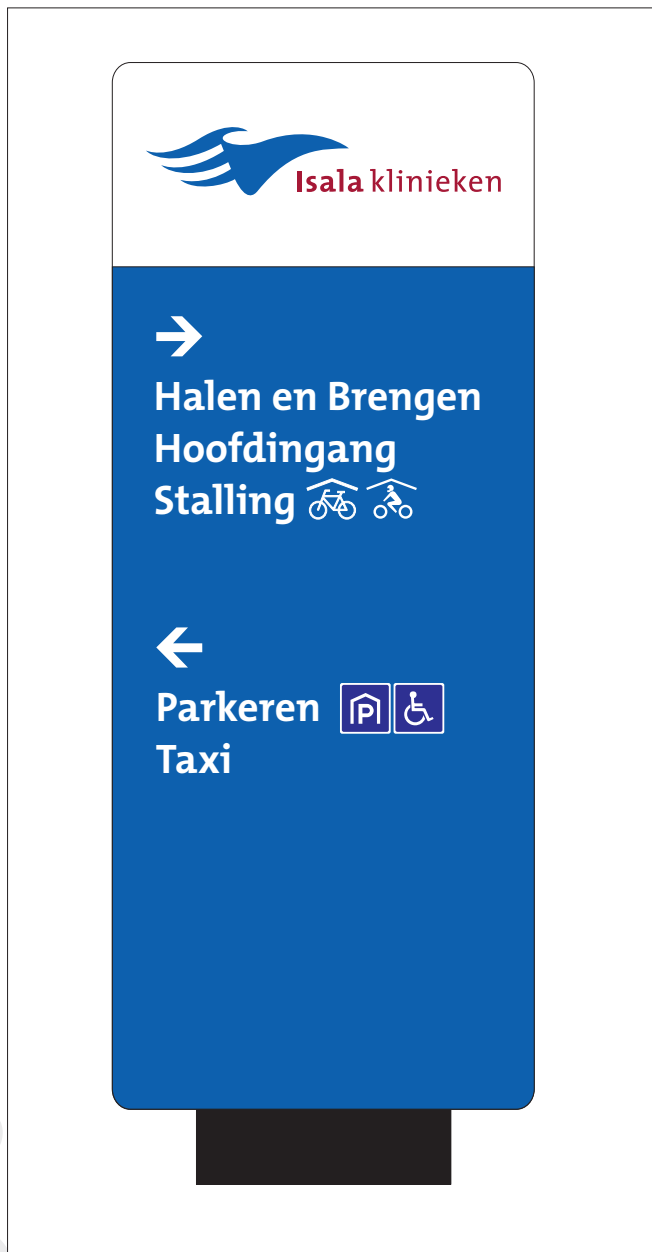 Isala klinieken
→
Halen en Brengen
Hoofdingang
Stalling
←
Parkeren P
Taxi